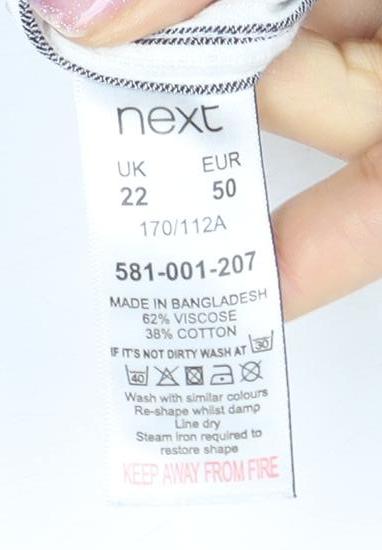 next
UK EUR
22 50
170/112A
581-001-207
MADE IN BANGLADESH
62% VISCOSE
38% COTTON
IF IT'S NOT DIRTY WASH AT 30
40
Wash with similar colours
Re-shape whilst damp
Line dry
Steam iron required to
restore shape
KEEP AWAY FROM FIRE